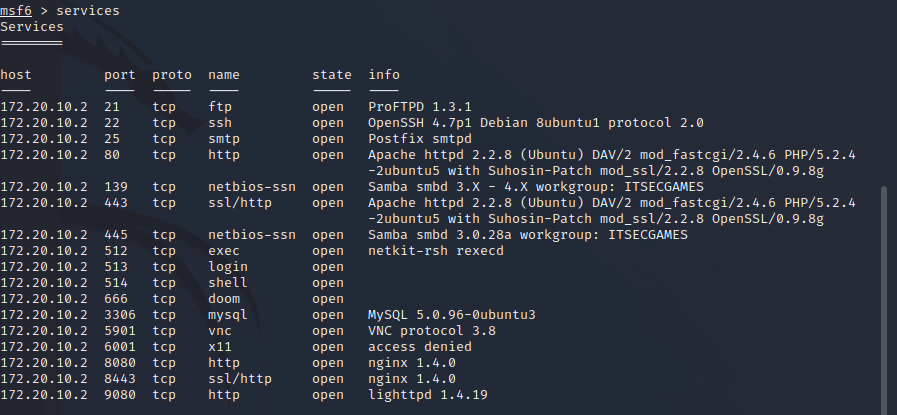 msf6 > services
Services
========
host port proto name state info
---- ---- ----- ---- ----- ----
172.20.10.2 21 tcp ftp open ProFTPD 1.3.1
172.20.10.2 22 tcp ssh open OpenSSH 4.7p1 Debian 8ubuntu1 protocol 2.0
172.20.10.2 25 tcp smtp open Postfix smtpd
172.20.10.2 80 tcp http open Apache httpd 2.2.8 (Ubuntu) DAV/2 mod_fastcgi/2.4.6 PHP/5.2.4
-2ubuntu5 with Suhosin-Patch mod_ssl/2.2.8 OpenSSL/0.9.8g
172.20.10.2 139 tcp netbios-ssn open Samba smbd 3.X - 4.X workgroup: ITSECGAMES
172.20.10.2 443 tcp ssl/http open Apache httpd 2.2.8 (Ubuntu) DAV/2 mod_fastcgi/2.4.6 PHP/5.2.4
-2ubuntu5 with Suhosin-Patch mod_ssl/2.2.8 OpenSSL/0.9.8g
172.20.10.2 445 tcp netbios-ssn open Samba smbd 3.0.28a workgroup: ITSECGAMES
172.20.10.2 512 tcp exec open netkit-rsh rexecd
172.20.10.2 513 tcp login open
172.20.10.2 514 tcp shell open
172.20.10.2 666 tcp doom open
172.20.10.2 3306 tcp mysql open MySQL 5.0.96-0ubuntu3
172.20.10.2 5901 tcp vnc open VNC protocol 3.8
172.20.10.2 6001 tcp x11 open access denied
172.20.10.2 8080 tcp http open nginx 1.4.0
172.20.10.2 8443 tcp ssl/http open nginx 1.4.0
172.20.10.2 9080 tcp http open lighttpd 1.4.19